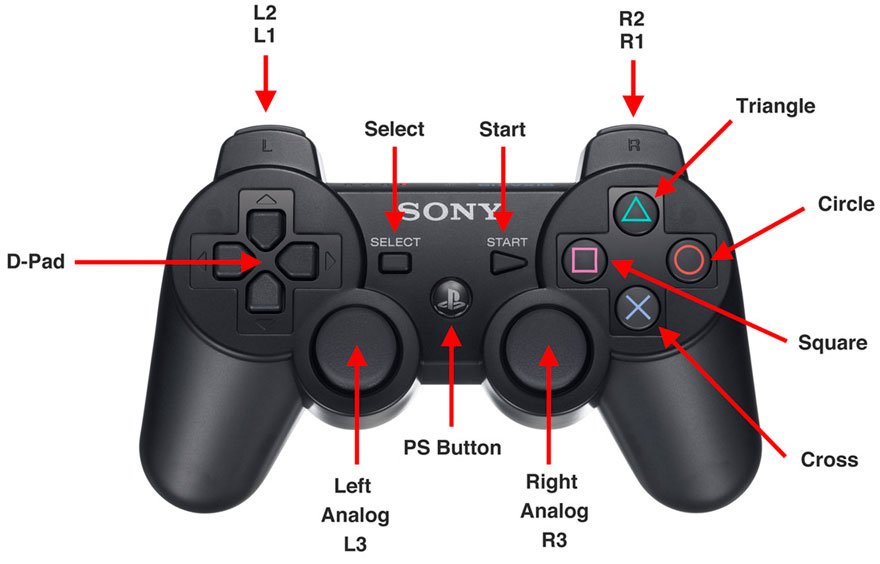 L2
L1
R2
R1
Triangle
Select
Start
L
R
Circle
SONY
SELECT
START
D-Pad
Square
PS Button
Cross
Left
Analog
L3
Right
Analog
R3